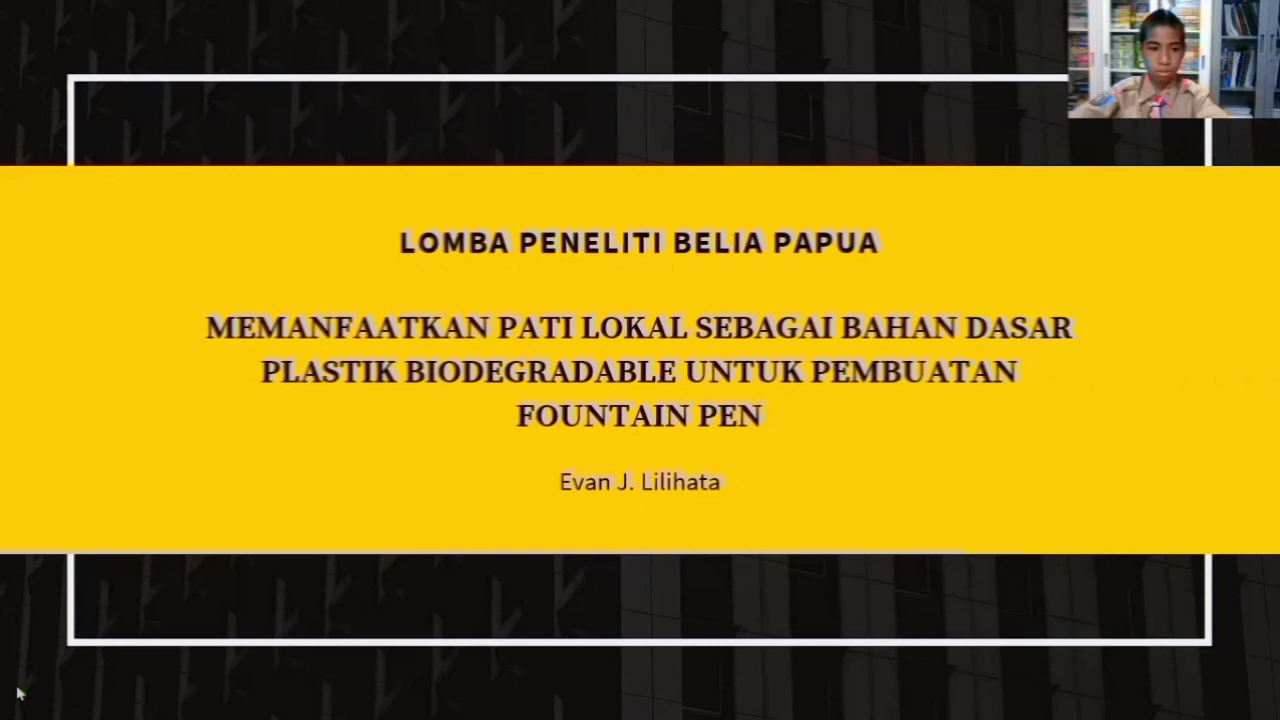 LOMBA PENELITI BELIA PAPUA
MEMANFAATKAN PATI LOKAL SEBAGAI BAHAN DASAR
PLASTIK BIODEGRADABLE UNTUK PEMBUATAN
FOUNTAIN PEN
Evan J. Lilihata